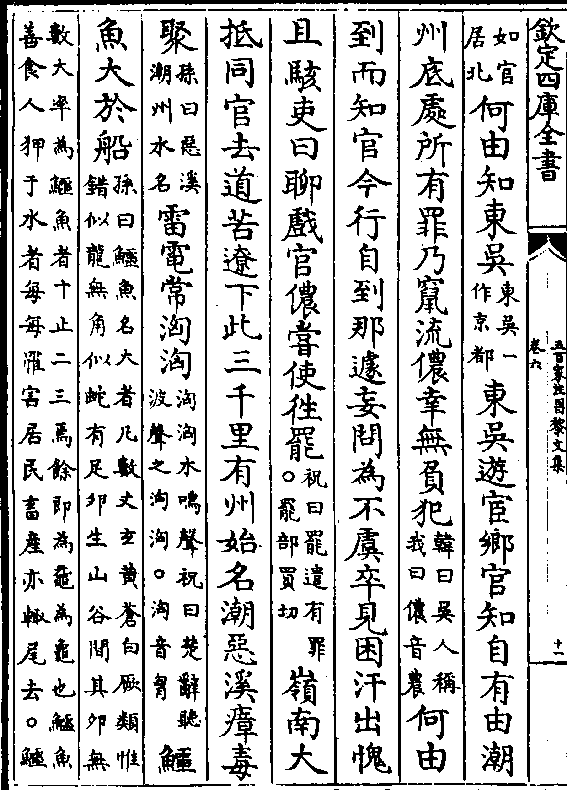 欽定四庫全書
五百家注昌黎文集
卷六
十一
如官居北何由知東吳東吳一作京都東吳遊宦鄉官知自有由潮
州底處所有罪乃竄流儂幸無負犯韓曰吳人稱我曰儂音農何由
到而知官今行自到那遽妄問為不虞卒見困汗出愧
且駭吏曰聊戲官儂嘗使徃罷祝曰罷遣有罪○罷部買切嶺南大
抵同官去道苦遼下此三千里有州始名潮惡溪瘴毒
聚孫曰惡溪潮州水名雷電常洶洶洶洶水鳴聲祝曰楚辭聽波聲之洶洶○洶音胷鱷
魚大於船孫曰鱷魚名大者凡數丈玄黃蒼白厥類惟錯似龍無角似蛇有足夘生山谷間其夘無
數大率為鱷魚者十止二三焉餘即為黿為龜也鱷魚善食人狎于水者每每罹害居民畜產亦輙尾去○鱷